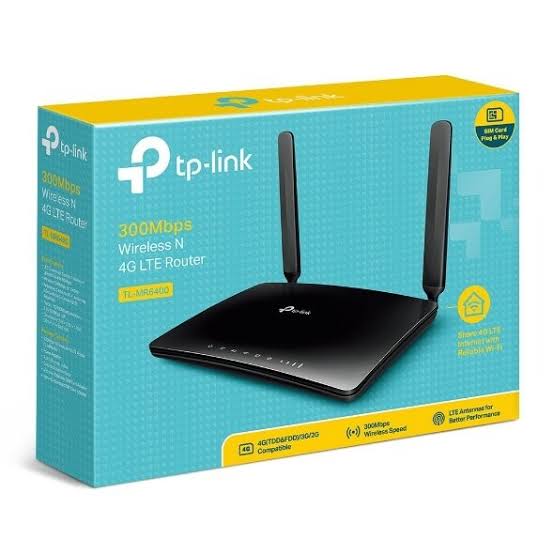 tp-link
tp-link
SIM Card
Plug & Play
tp-link
300Mbps
Wireless N
4G LTE Router
TL-MR6400
300Mbps
Wireless N
4G LTE Router
TL-MR6400
tp-link
Share 4G LTE
Internet with
Reliable Wi-Fi
4G
4G(TDD&FDD)/3G/2G
Compatible
300Mbps
Wireless Speed
LTE Antennas for
Better Performance